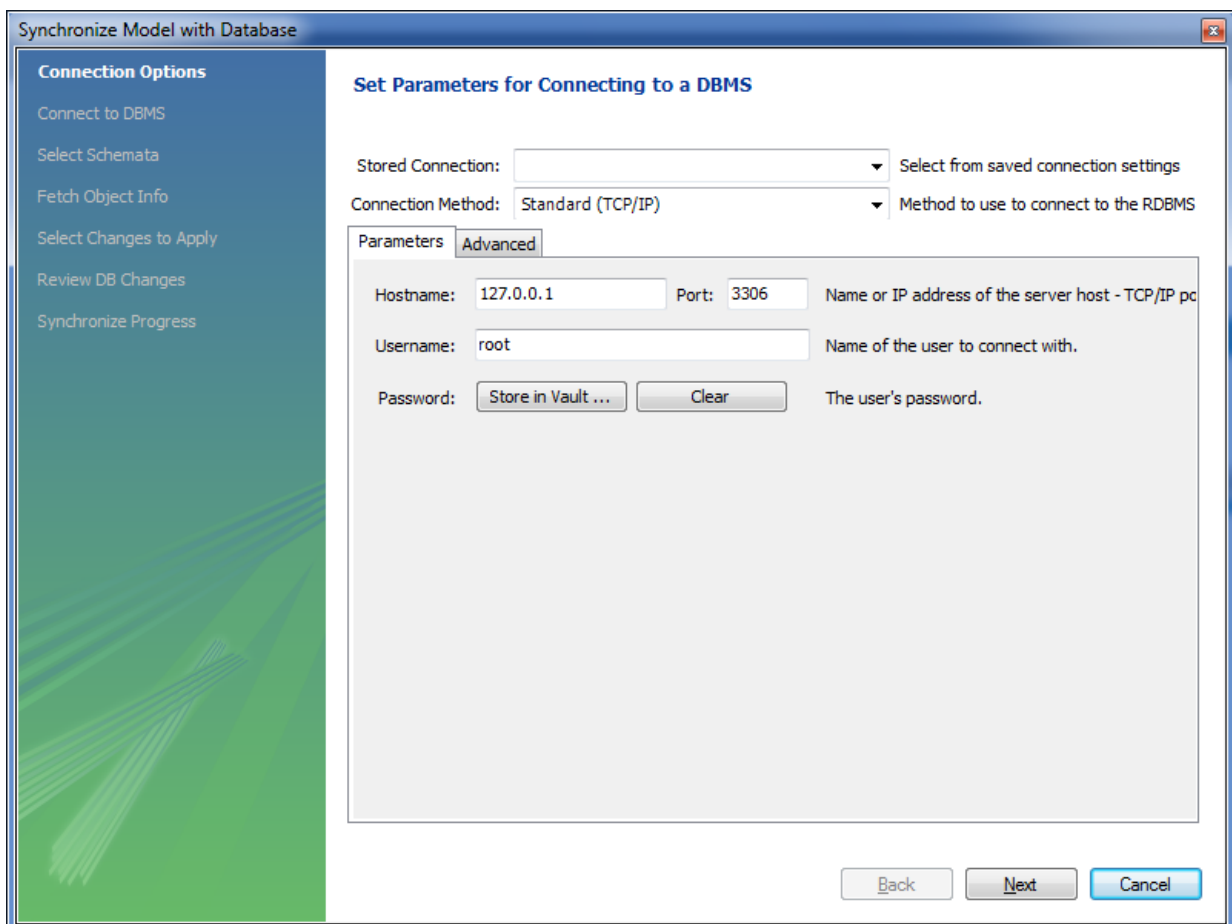 Synchronize Model with Database
Connection Options
Connect to DBMS
Select Schemata
Fetch Object Info
Select Changes to Apply
Review DB Changes
Synchronize Progress
Set Parameters for Connecting to a DBMS
Stored Connection: Select from saved connection settings
Connection Method: Standard (TCP/IP) Method to use to connect to the RDBMS
Parameters Advanced
Hostname: 127.0.0.1 Port: 3306 Name or IP address of the server host - TCP/IP po
Username: root Name of the user to connect with.
Password: Store in Vault ... Clear The user's password.
Back Next Cancel